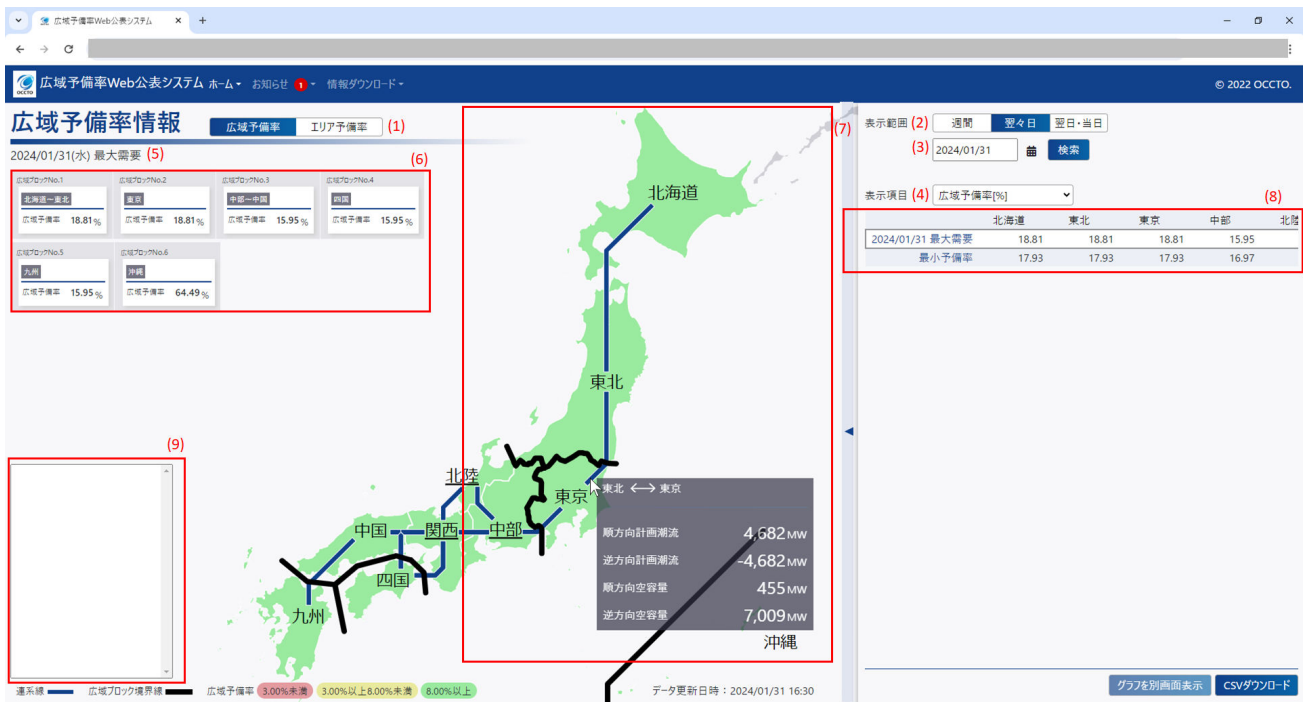 広域予備率Web公表システム
OCCTO 広域予備率Web公表システム ホーム お知らせ 1 情報ダウンロード © 2022 OCCTO.
広域予備率情報 広域予備率 エリア予備率 (1)
2024/01/31(水) 最大需要 (5)
(6)
広域ブロックNo.1 広域ブロックNo.2 広域ブロックNo.3 広域ブロックNo.4
北海道~東北 東京 中部~中国 四国
広域予備率 18.81% 広域予備率 18.81% 広域予備率 15.95% 広域予備率 15.95%
広域ブロックNo.5 広域ブロックNo.6
九州 沖縄
広域予備率 15.95% 広域予備率 64.49%
(7)
北海道
東北
北陸
東京
中国 関西 中部
四国
九州
沖縄
東北 ⟷ 東京
順方向計画潮流 4,682MW
逆方向計画潮流 -4,682MW
順方向空容量 455MW
逆方向空容量 7,009MW
(9)
連系線 広域ブロック境界線 広域予備率 3.00%未満 3.00%以上8.00%未満 8.00%以上 データ更新日時:2024/01/31 16:30
表示範囲 (2) 週間 翌々日 翌日・当日
(3) 2024/01/31 検索
表示項目 (4) 広域予備率[%]
(8)
北海道 東北 東京 中部 北陸
2024/01/31 最大需要 18.81 18.81 18.81 15.95
最小予備率 17.93 17.93 17.93 16.97
グラフを別画面表示 CSVダウンロード